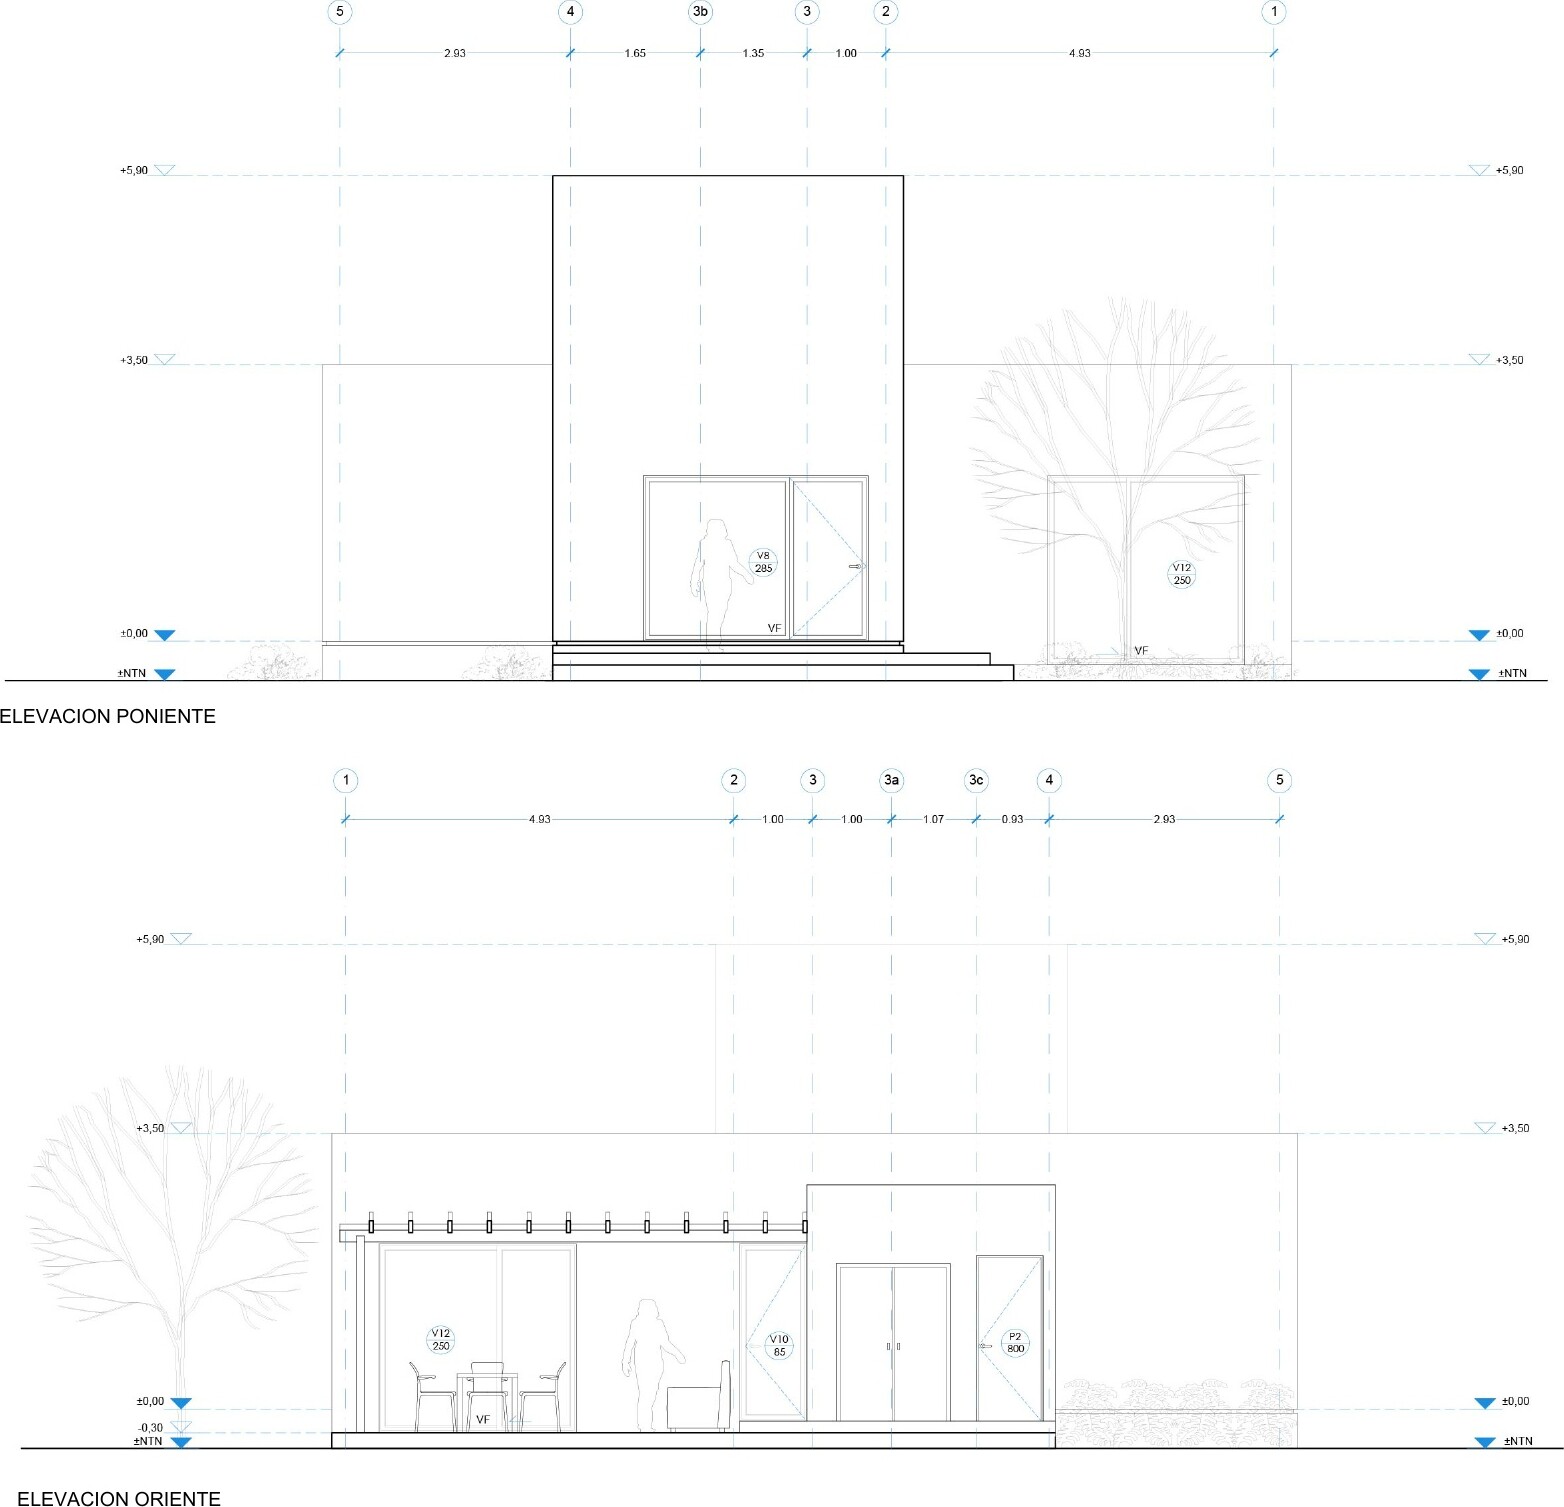 5 4 3b 3 2 1
2.93 1.65 1.35 1.00 4.93
+5,90 +5,90
+3,50 +3,50
V8
285
V12
250
VF
±0,00 ±0,00
VF
±NTN ±NTN
ELEVACION PONIENTE
1 2 3 3a 3c 4 5
4.93 1.00 1.00 1.07 0.93 2.93
+5,90 +5,90
+3,50 +3,50
V12
250
V10
85
P2
800
±0,00 ±0,00
VF
-0,30
±NTN ±NTN
ELEVACION ORIENTE